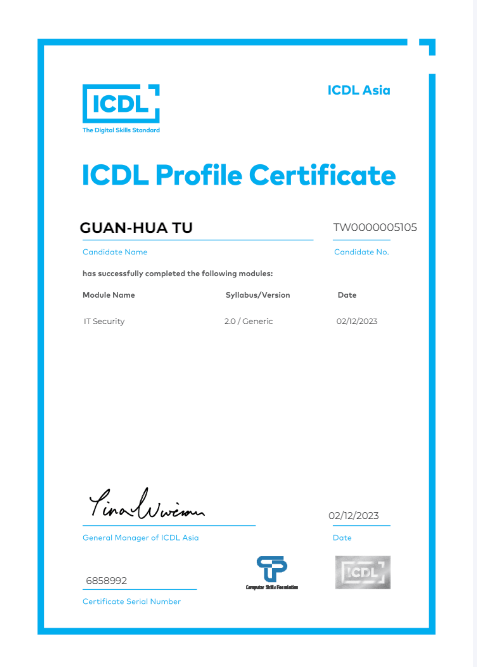 ICDL Asia
ICDL
The Digital Skills Standard
ICDL Profile Certificate
GUAN-HUA TU TW0000005105
Candidate Name Candidate No.
has successfully completed the following modules:
Module Name Syllabus/Version Date
IT Security 2.0 / Generic 02/12/2023
02/12/2023
General Manager of ICDL Asia Date
6858992
Computer Skills Foundation
ICDL
Certificate Serial Number